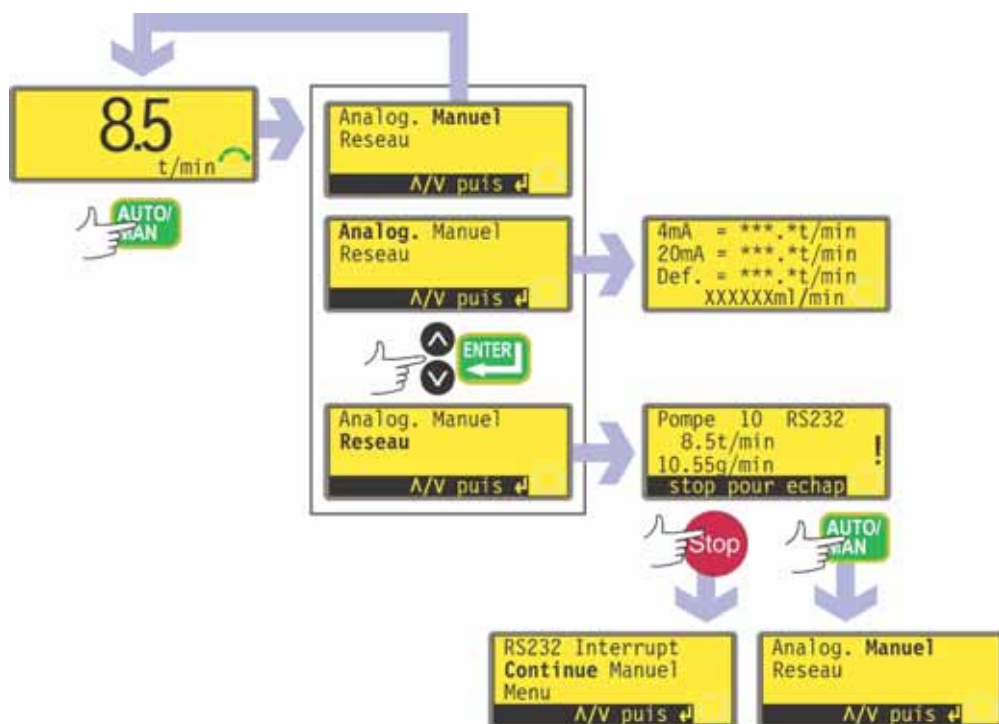 8.5
t/min
AUTO/
MAN
Analog. Manuel
Reseau
Λ/V puis ↵
Analog. Manuel
Reseau
Λ/V puis ↵
4mA = ***.*t/min
20mA = ***.*t/min
Def. = ***.*t/min
XXXXXXml/min
ENTER
Analog. Manuel
Reseau
Λ/V puis ↵
Pompe 10 RS232
8.5t/min
!
10.55g/min
stop pour echap
Stop
AUTO/
MAN
RS232 Interrupt
Continue Manuel
Menu
Λ/V puis ↵
Analog. Manuel
Reseau
Λ/V puis ↵